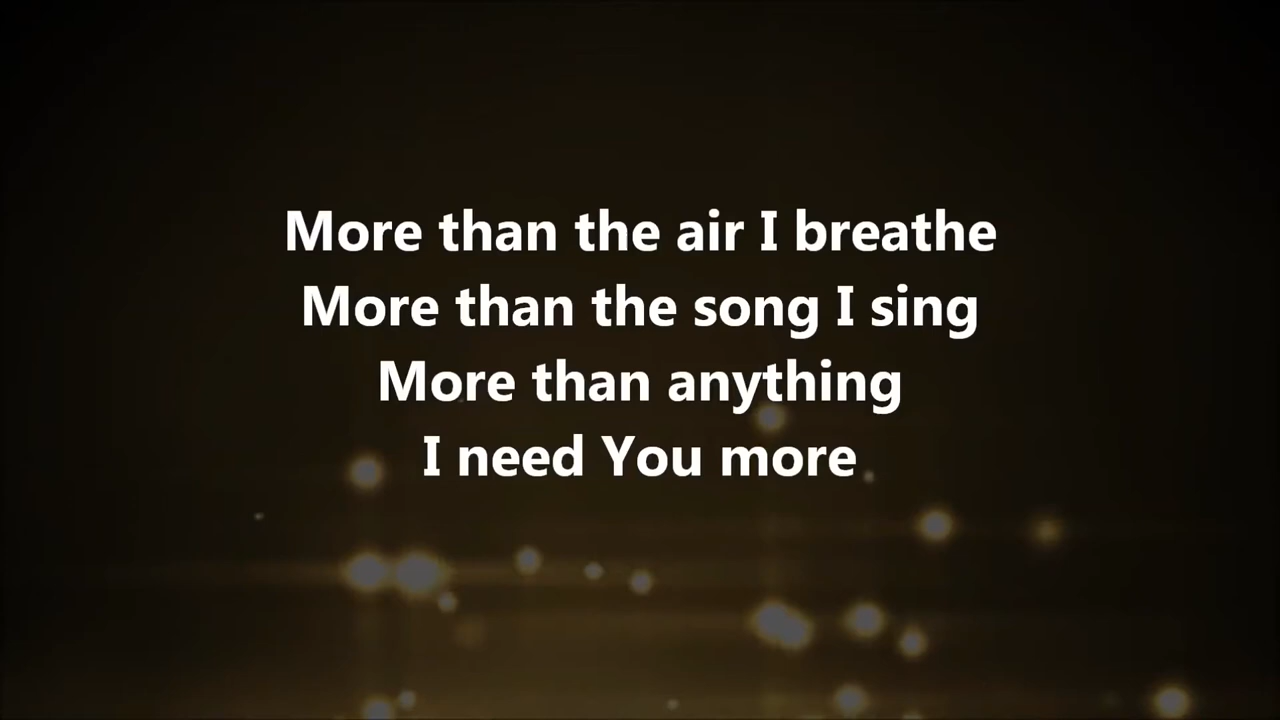 More than the air I breathe
More than the song I sing
More than anything
I need You more